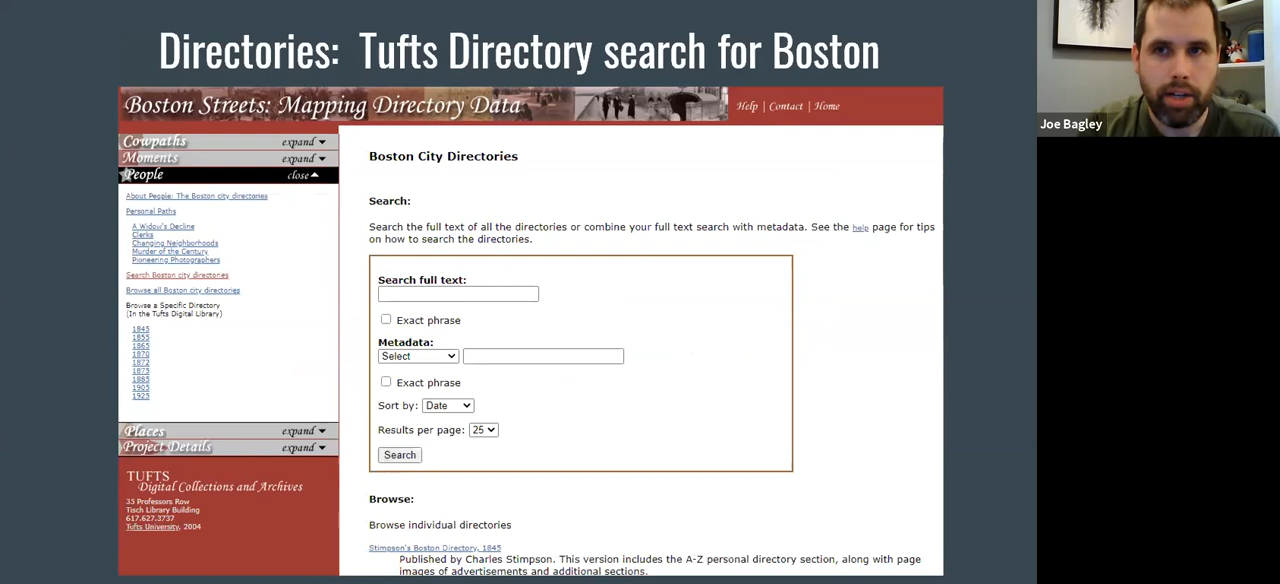 Directories: Tufts Directory search for Boston
Boston Streets: Mapping Directory Data
Help | Contact | Home
Cowpaths expand
Moments expand
People close
About People: The Boston city directories
Personal Paths
A Widow's Decline
Clerks
Changing Neighborhoods
Murder of the Century
Pioneering Photographers
Search Boston city directories
Browse all Boston city directories
Browse a Specific Directory
(In the Tufts Digital Library)
1845
1855
1865
1870
1872
1875
1885
1905
1925
Places expand
Project Details expand
TUFTS
Digital Collections and Archives
35 Professors Row
Tisch Library Building
617.627.3737
Tufts University, 2004
Boston City Directories
Search:
Search the full text of all the directories or combine your full text search with metadata. See the help page for tips
on how to search the directories.
Search full text:
Exact phrase
Metadata:
Select
Exact phrase
Sort by: Date
Results per page: 25
Search
Browse:
Browse individual directories
Stimpson's Boston Directory, 1845
Published by Charles Stimpson. This version includes the A-Z personal directory section, along with page
images of advertisements and additional sections.
Joe Bagley